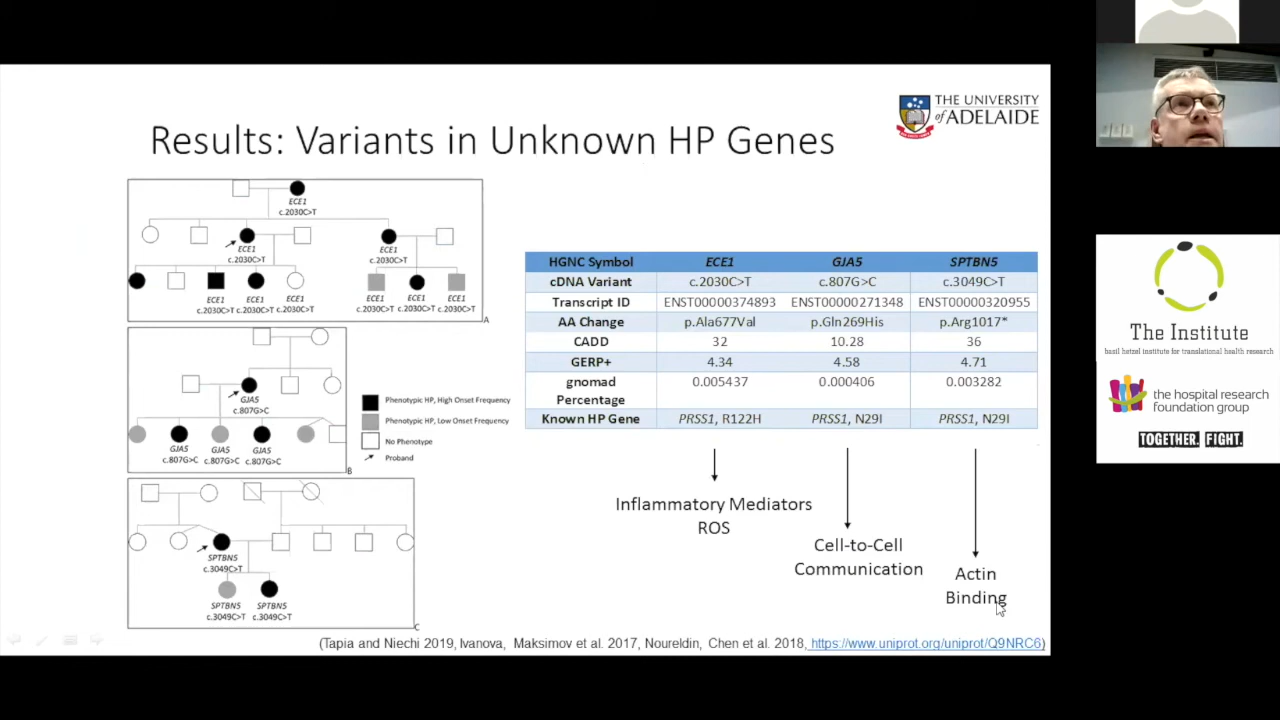 THE UNIVERSITY
of ADELAIDE
Results: Variants in Unknown HP Genes
ECE1
c.2030C>T
ECE1
c.2030C>T
ECE1
c.2030C>T
ECE1
c.2030C>T
ECE1
c.2030C>T
ECE1
c.2030C>T
ECE1
c.2030C>T
ECE1
c.2030C>T
ECE1
c.2030C>T
A
GJA5
c.807G>C
GJA5
c.807G>C
GJA5
c.807G>C
GJA5
c.807G>C
B
Phenotypic HP, High Onset Frequency
Phenotypic HP, Low Onset Frequency
No Phenotype
Proband
SPTBN5
c.3049C>T
SPTBN5
c.3049C>T
SPTBN5
c.3049C>T
C
HGNC Symbol ECE1 GJA5 SPTBN5
cDNA Variant c.2030C>T c.807G>C c.3049C>T
Transcript ID ENST00000374893 ENST00000271348 ENST00000320955
AA Change p.Ala677Val p.Gln269His p.Arg1017*
CADD 32 10.28 36
GERP+ 4.34 4.58 4.71
gnomad Percentage 0.005437 0.000406 0.003282
Known HP Gene PRSS1, R122H PRSS1, N29I PRSS1, N29I
Inflammatory Mediators
ROS
Cell-to-Cell
Communication
Actin
Binding
(Tapia and Niechi 2019, Ivanova, Maksimov et al. 2017, Noureldin, Chen et al. 2018, https://www.uniprot.org/uniprot/Q9NRC6)
The Institute
basil hetzel institute for translational health research
the hospital research
foundation group
TOGETHER. FIGHT.